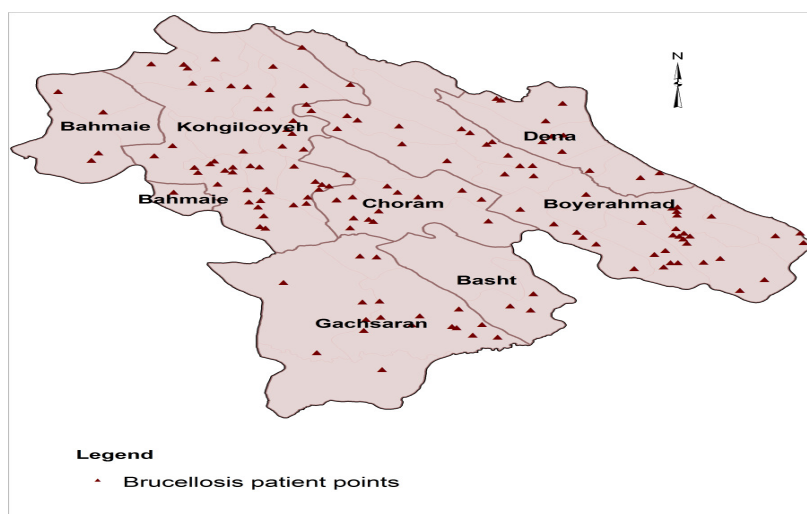 N
Bahmaie
Kohgilooyeh
Dena
Bahmaie
Choram
Boyerahmad
Basht
Gachsaran
Legend
Brucellosis patient points